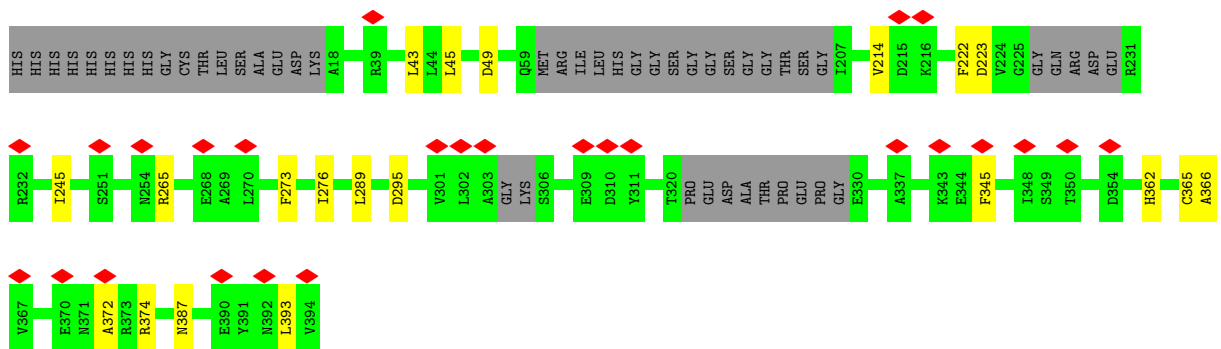 HIS HIS HIS HIS HIS HIS HIS HIS GLY CYS THR LEU SER ALA GLU ASP LYS A18 R39 L43 L44 L45 D49 Q59 MET ARG ILE LEU HIS GLY GLY SER GLY GLY SER GLY GLY THR SER GLY I207 V214 D215 K216 F222 D223 V224 G225 GLY GLN ARG ASP GLU R231
R232 I245 S251 N254 R265 E268 A269 L270 F273 I276 L289 D295 V301 L302 A303 GLY LYS S306 E309 D310 Y311 T320 PRO GLU ASP ALA THR PRO GLU PRO GLY E330 A337 K343 E344 F345 I348 S349 T350 D354 H362 C365 A366
V367 E370 N371 A372 R373 R374 N387 E390 Y391 N392 L393 V394